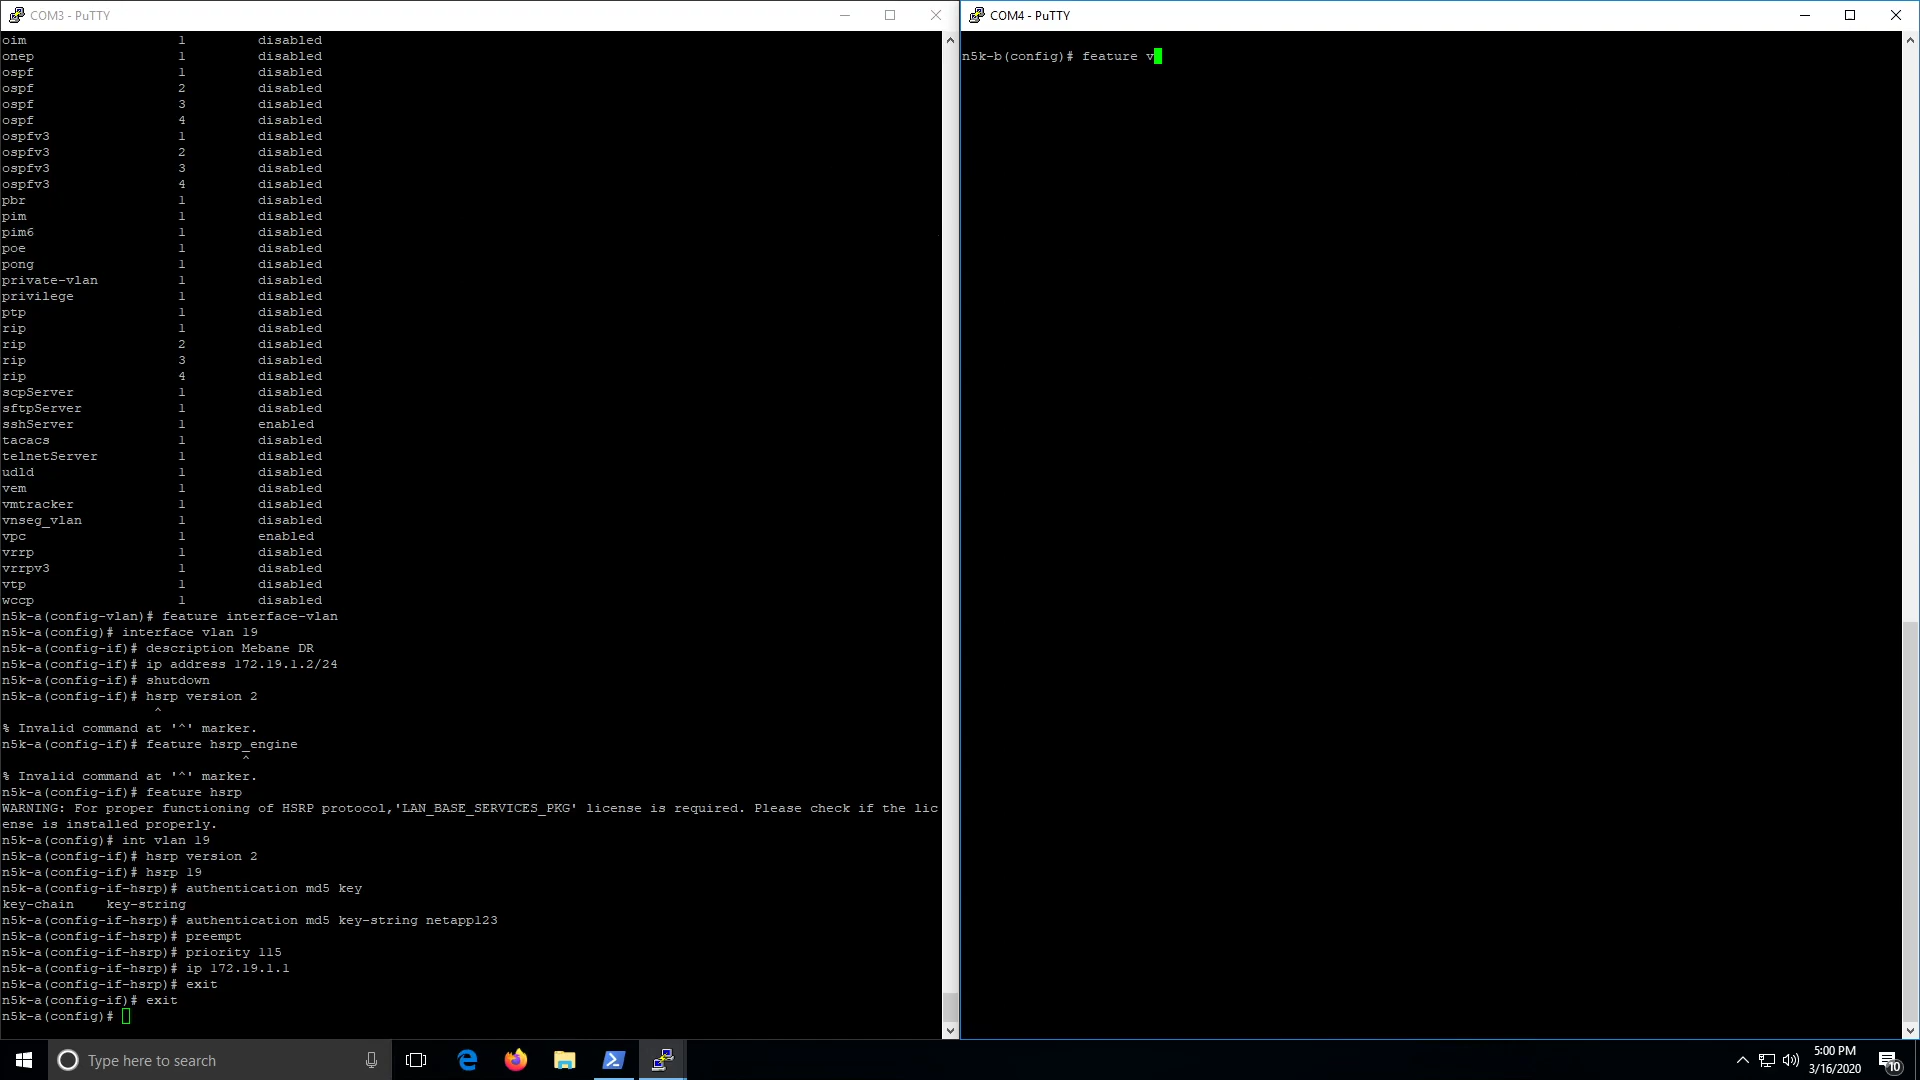 COM3 - PuTTY
oim 1 disabled
onep 1 disabled
ospf 1 disabled
ospf 2 disabled
ospf 3 disabled
ospf 4 disabled
ospfv3 1 disabled
ospfv3 2 disabled
ospfv3 3 disabled
ospfv3 4 disabled
pbr 1 disabled
pim 1 disabled
pim6 1 disabled
poe 1 disabled
pong 1 disabled
private-vlan 1 disabled
privilege 1 disabled
ptp 1 disabled
rip 1 disabled
rip 2 disabled
rip 3 disabled
rip 4 disabled
scpServer 1 disabled
sftpServer 1 disabled
sshServer 1 enabled
tacacs 1 disabled
telnetServer 1 disabled
udld 1 disabled
vem 1 disabled
vmtracker 1 disabled
vnseg_vlan 1 disabled
vpc 1 enabled
vrrp 1 disabled
vrrpv3 1 disabled
vtp 1 disabled
wccp 1 disabled
n5k-a(config-vlan)# feature interface-vlan
n5k-a(config)# interface vlan 19
n5k-a(config-if)# description Mebane DR
n5k-a(config-if)# ip address 172.19.1.2/24
n5k-a(config-if)# shutdown
n5k-a(config-if)# hsrp version 2
^
% Invalid command at '^' marker.
n5k-a(config-if)# feature hsrp_engine
^
% Invalid command at '^' marker.
n5k-a(config-if)# feature hsrp
WARNING: For proper functioning of HSRP protocol,'LAN_BASE_SERVICES_PKG' license is required. Please check if the lic
ense is installed properly.
n5k-a(config)# int vlan 19
n5k-a(config-if)# hsrp version 2
n5k-a(config-if)# hsrp 19
n5k-a(config-if-hsrp)# authentication md5 key
key-chain key-string
n5k-a(config-if-hsrp)# authentication md5 key-string netapp123
n5k-a(config-if-hsrp)# preempt
n5k-a(config-if-hsrp)# priority 115
n5k-a(config-if-hsrp)# ip 172.19.1.1
n5k-a(config-if-hsrp)# exit
n5k-a(config-if)# exit
n5k-a(config)#
COM4 - PuTTY
n5k-b(config)# feature v
Type here to search
5:00 PM
3/16/2020
10